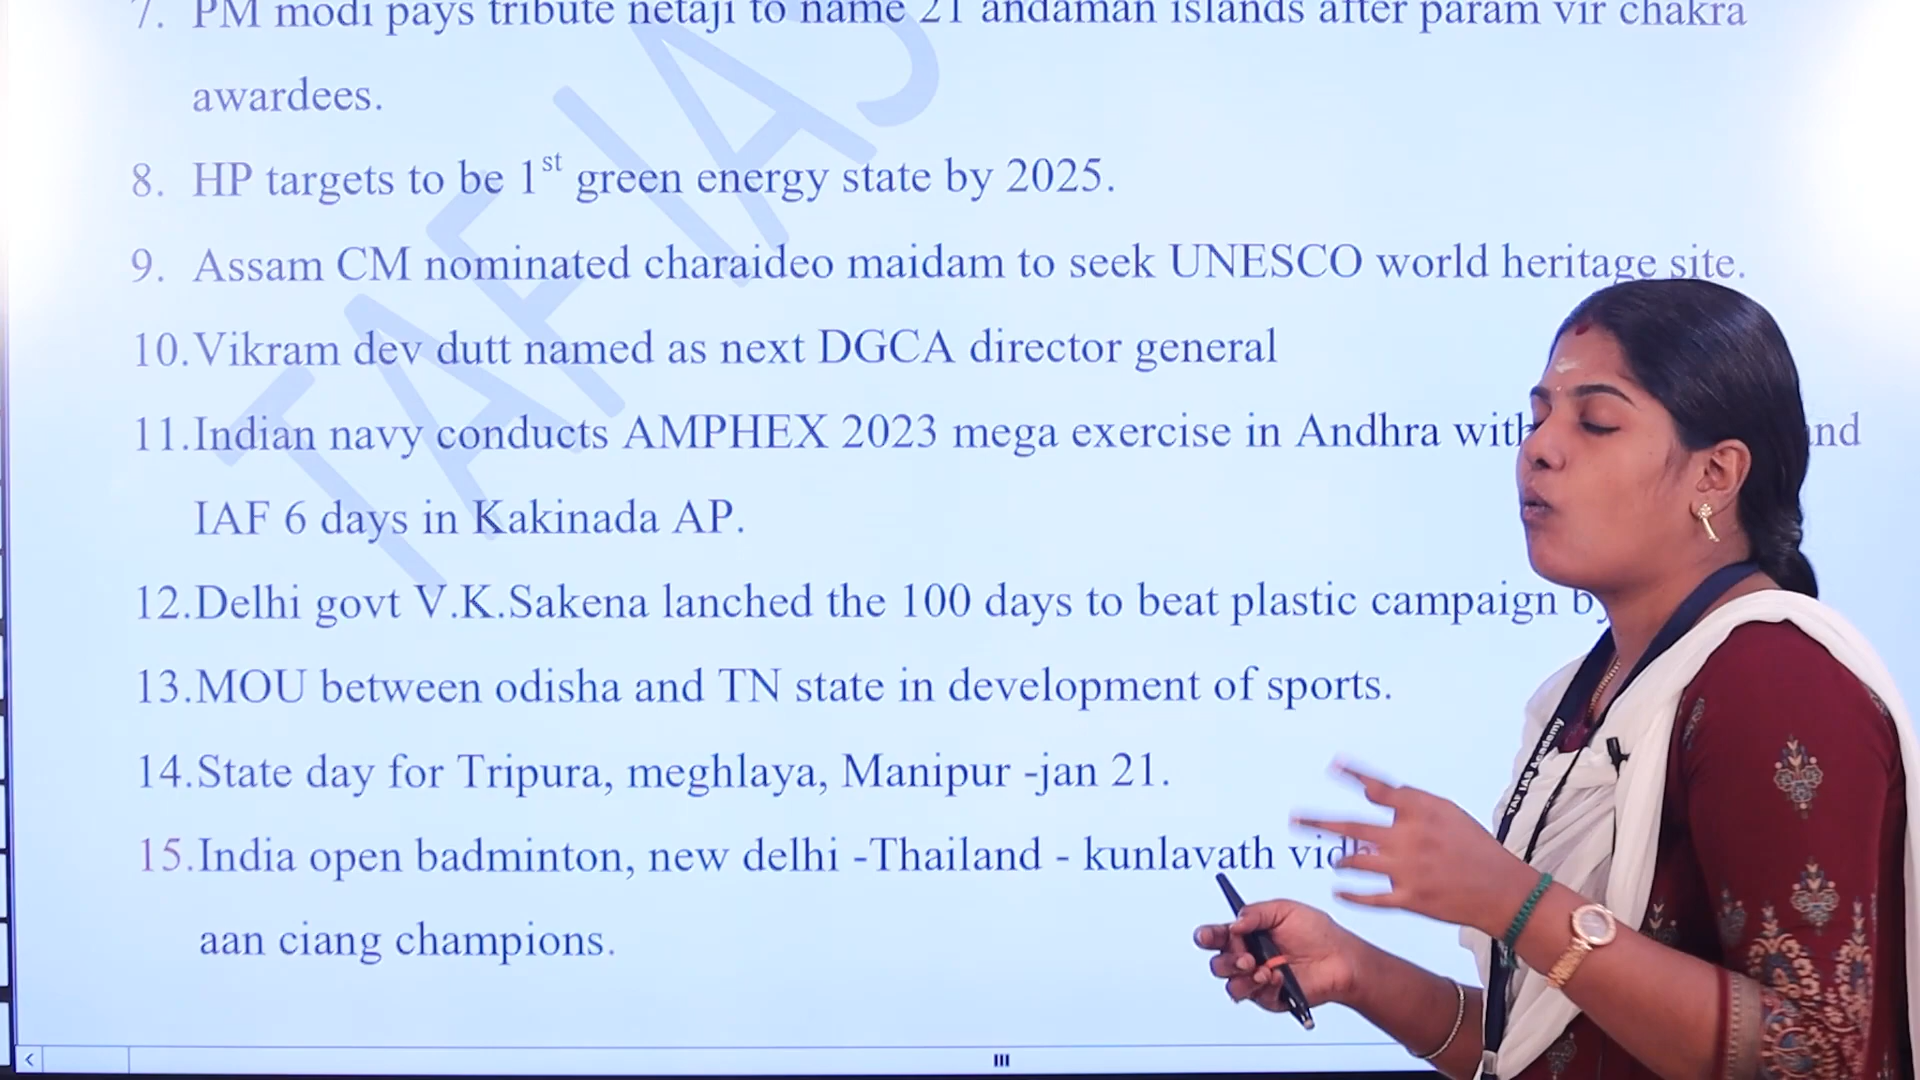 7. PM modi pays tribute netaji to name 21 andaman islands after param vir chakra
awardees.
8. HP targets to be 1st green energy state by 2025.
9. Assam CM nominated charaideo maidam to seek UNESCO world heritage site.
10.Vikram dev dutt named as next DGCA director general
11.Indian navy conducts AMPHEX 2023 mega exercise in Andhra with
IAF 6 days in Kakinada AP.
12.Delhi govt V.K.Sakena lanched the 100 days to beat plastic campaign
13.MOU between odisha and TN state in development of sports.
14.State day for Tripura, meghlaya, Manipur -jan 21.
15.India open badminton, new delhi -Thailand - kunlavath
aan ciang champions.
TAF IAS
TAF IAS Academy